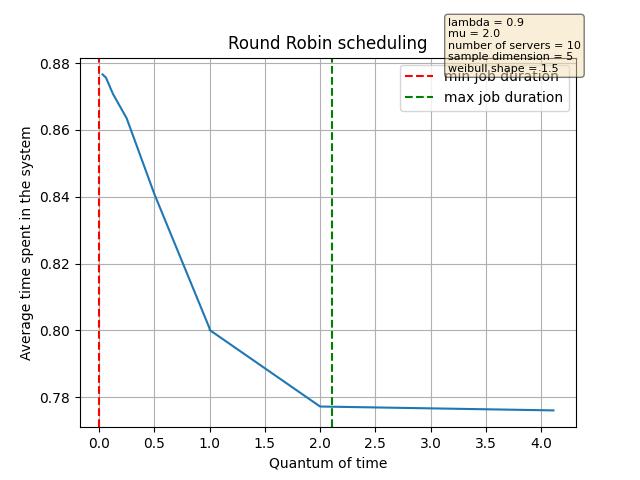 Round Robin scheduling
lambda = 0.9
mu = 2.0
number of servers = 10
sample dimension = 5
weibull shape = 1.5
min job duration
max job duration
Average time spent in the system
0.88
0.86
0.84
0.82
0.80
0.78
0.0 0.5 1.0 1.5 2.0 2.5 3.0 3.5 4.0
Quantum of time